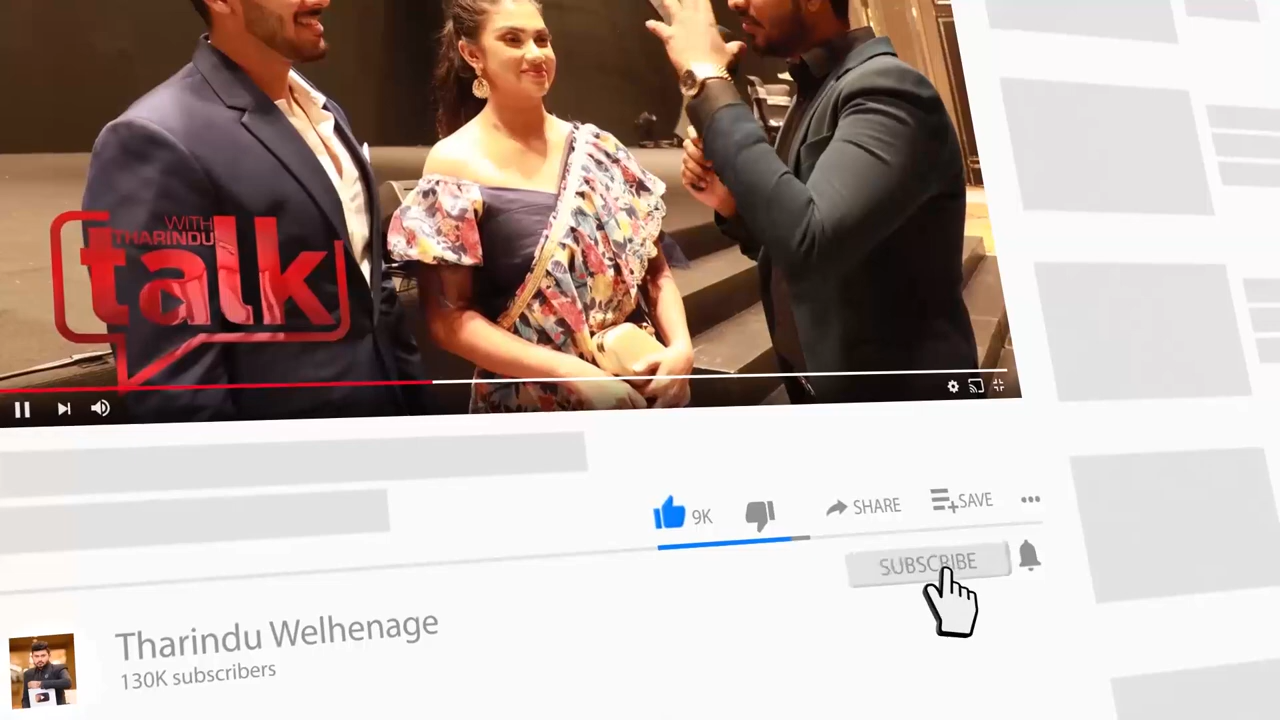 WITH
THARINDU
talk
9K
SHARE
SAVE
SUBSCRIBE
Tharindu Welhenage
130K subscribers